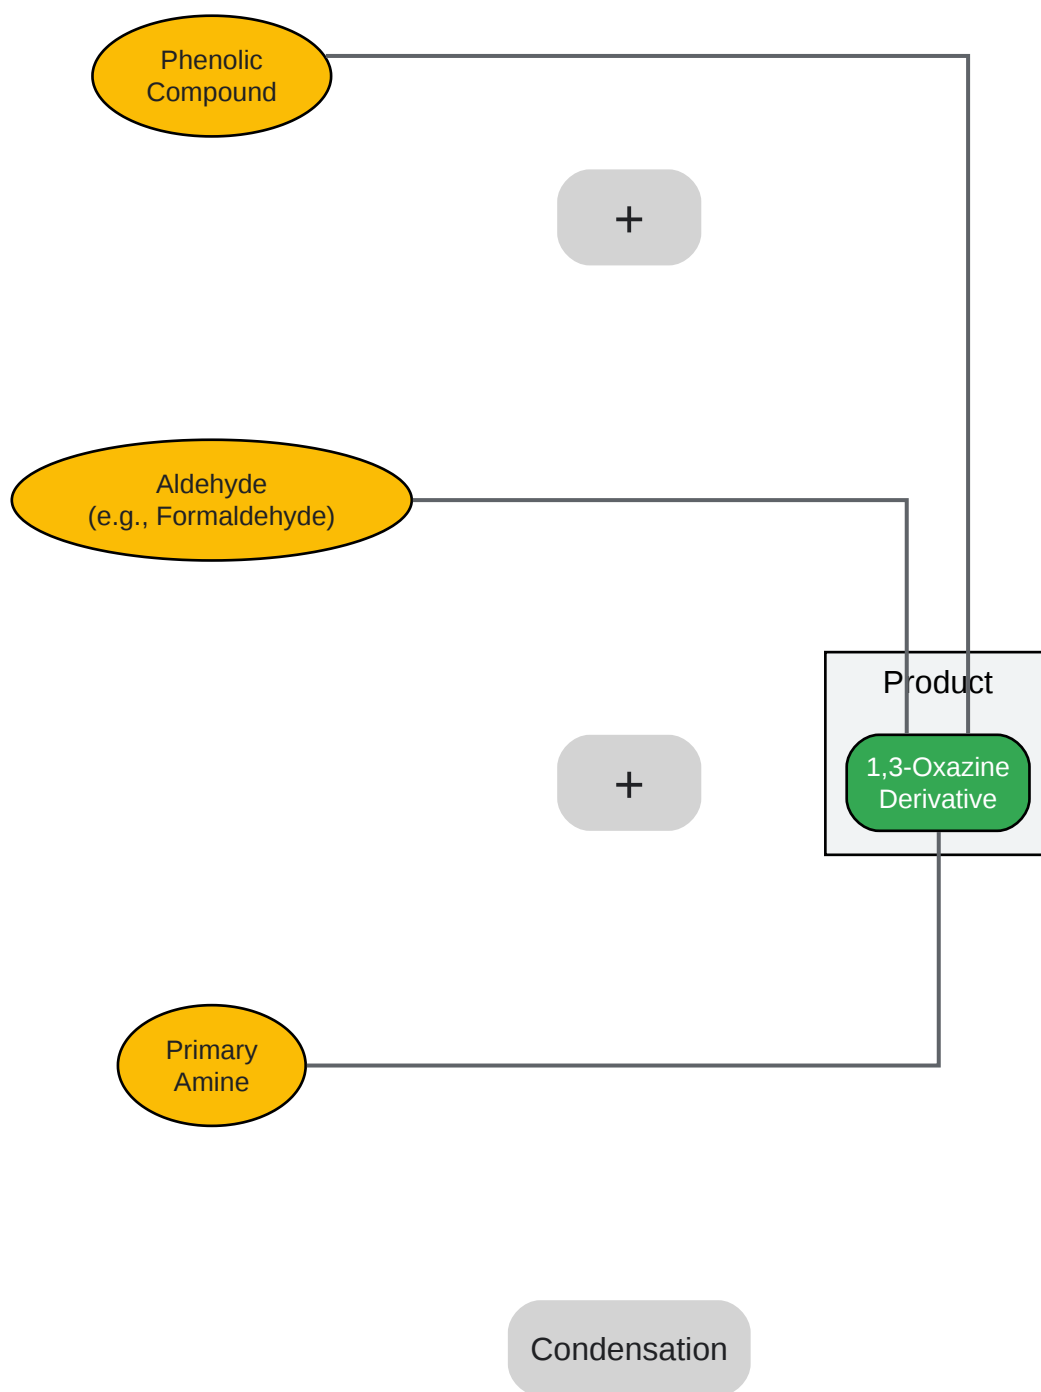 Phenolic
Compound
+
Aldehyde
(e.g., Formaldehyde)
Product
1,3-Oxazine
Derivative
+
Primary
Amine
Condensation